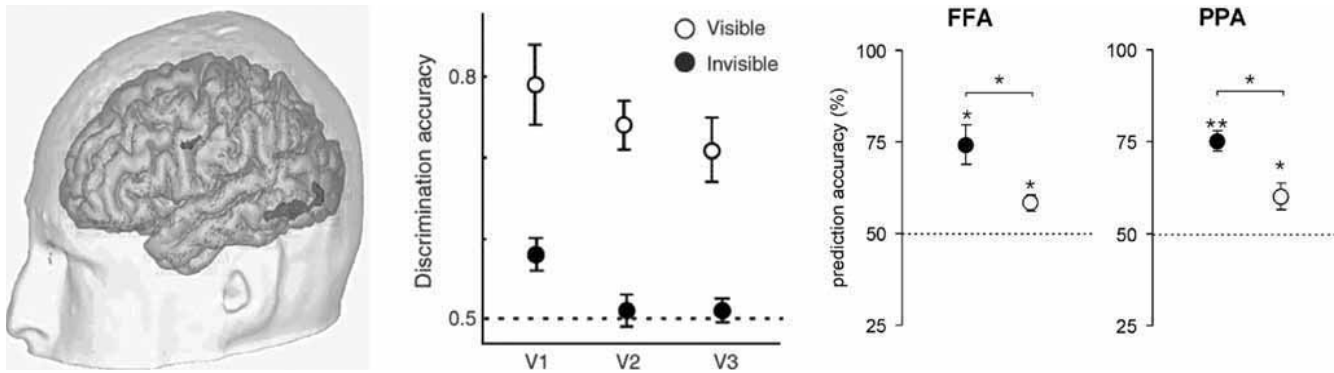 Discrimination accuracy
0.8
0.5
Visible
Invisible
V1 V2 V3
FFA
prediction accuracy (%)
100
75
50
25
*
*
*
PPA
100
75
50
25
*
**
*